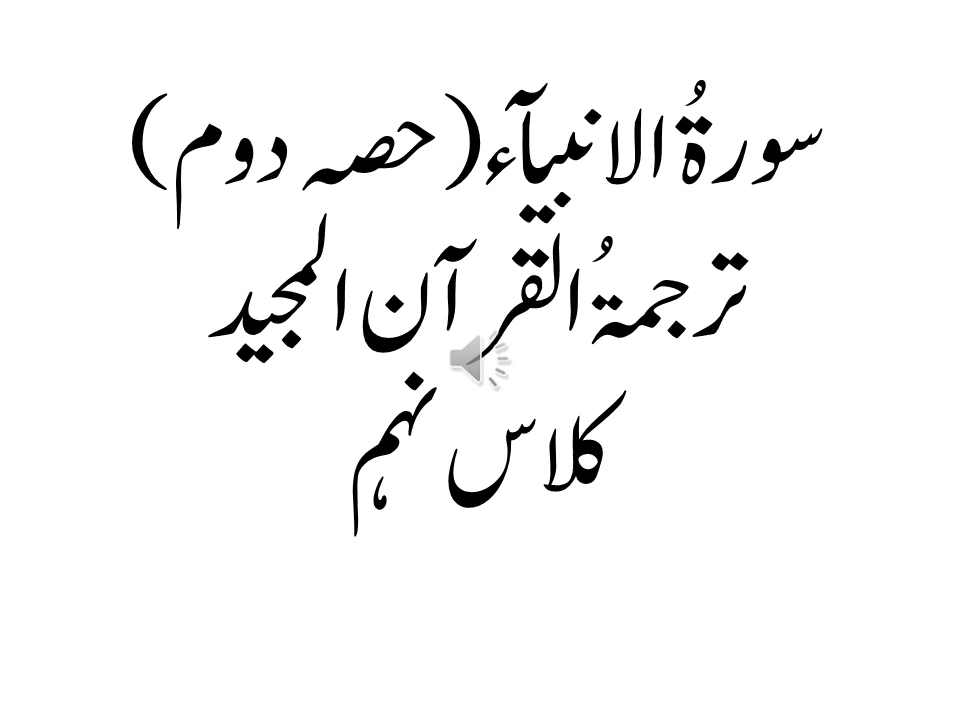 سورۃُ الانبیآء(حصہ دوم)
ترجمۃُ القرآن المجید
کلاس نہم